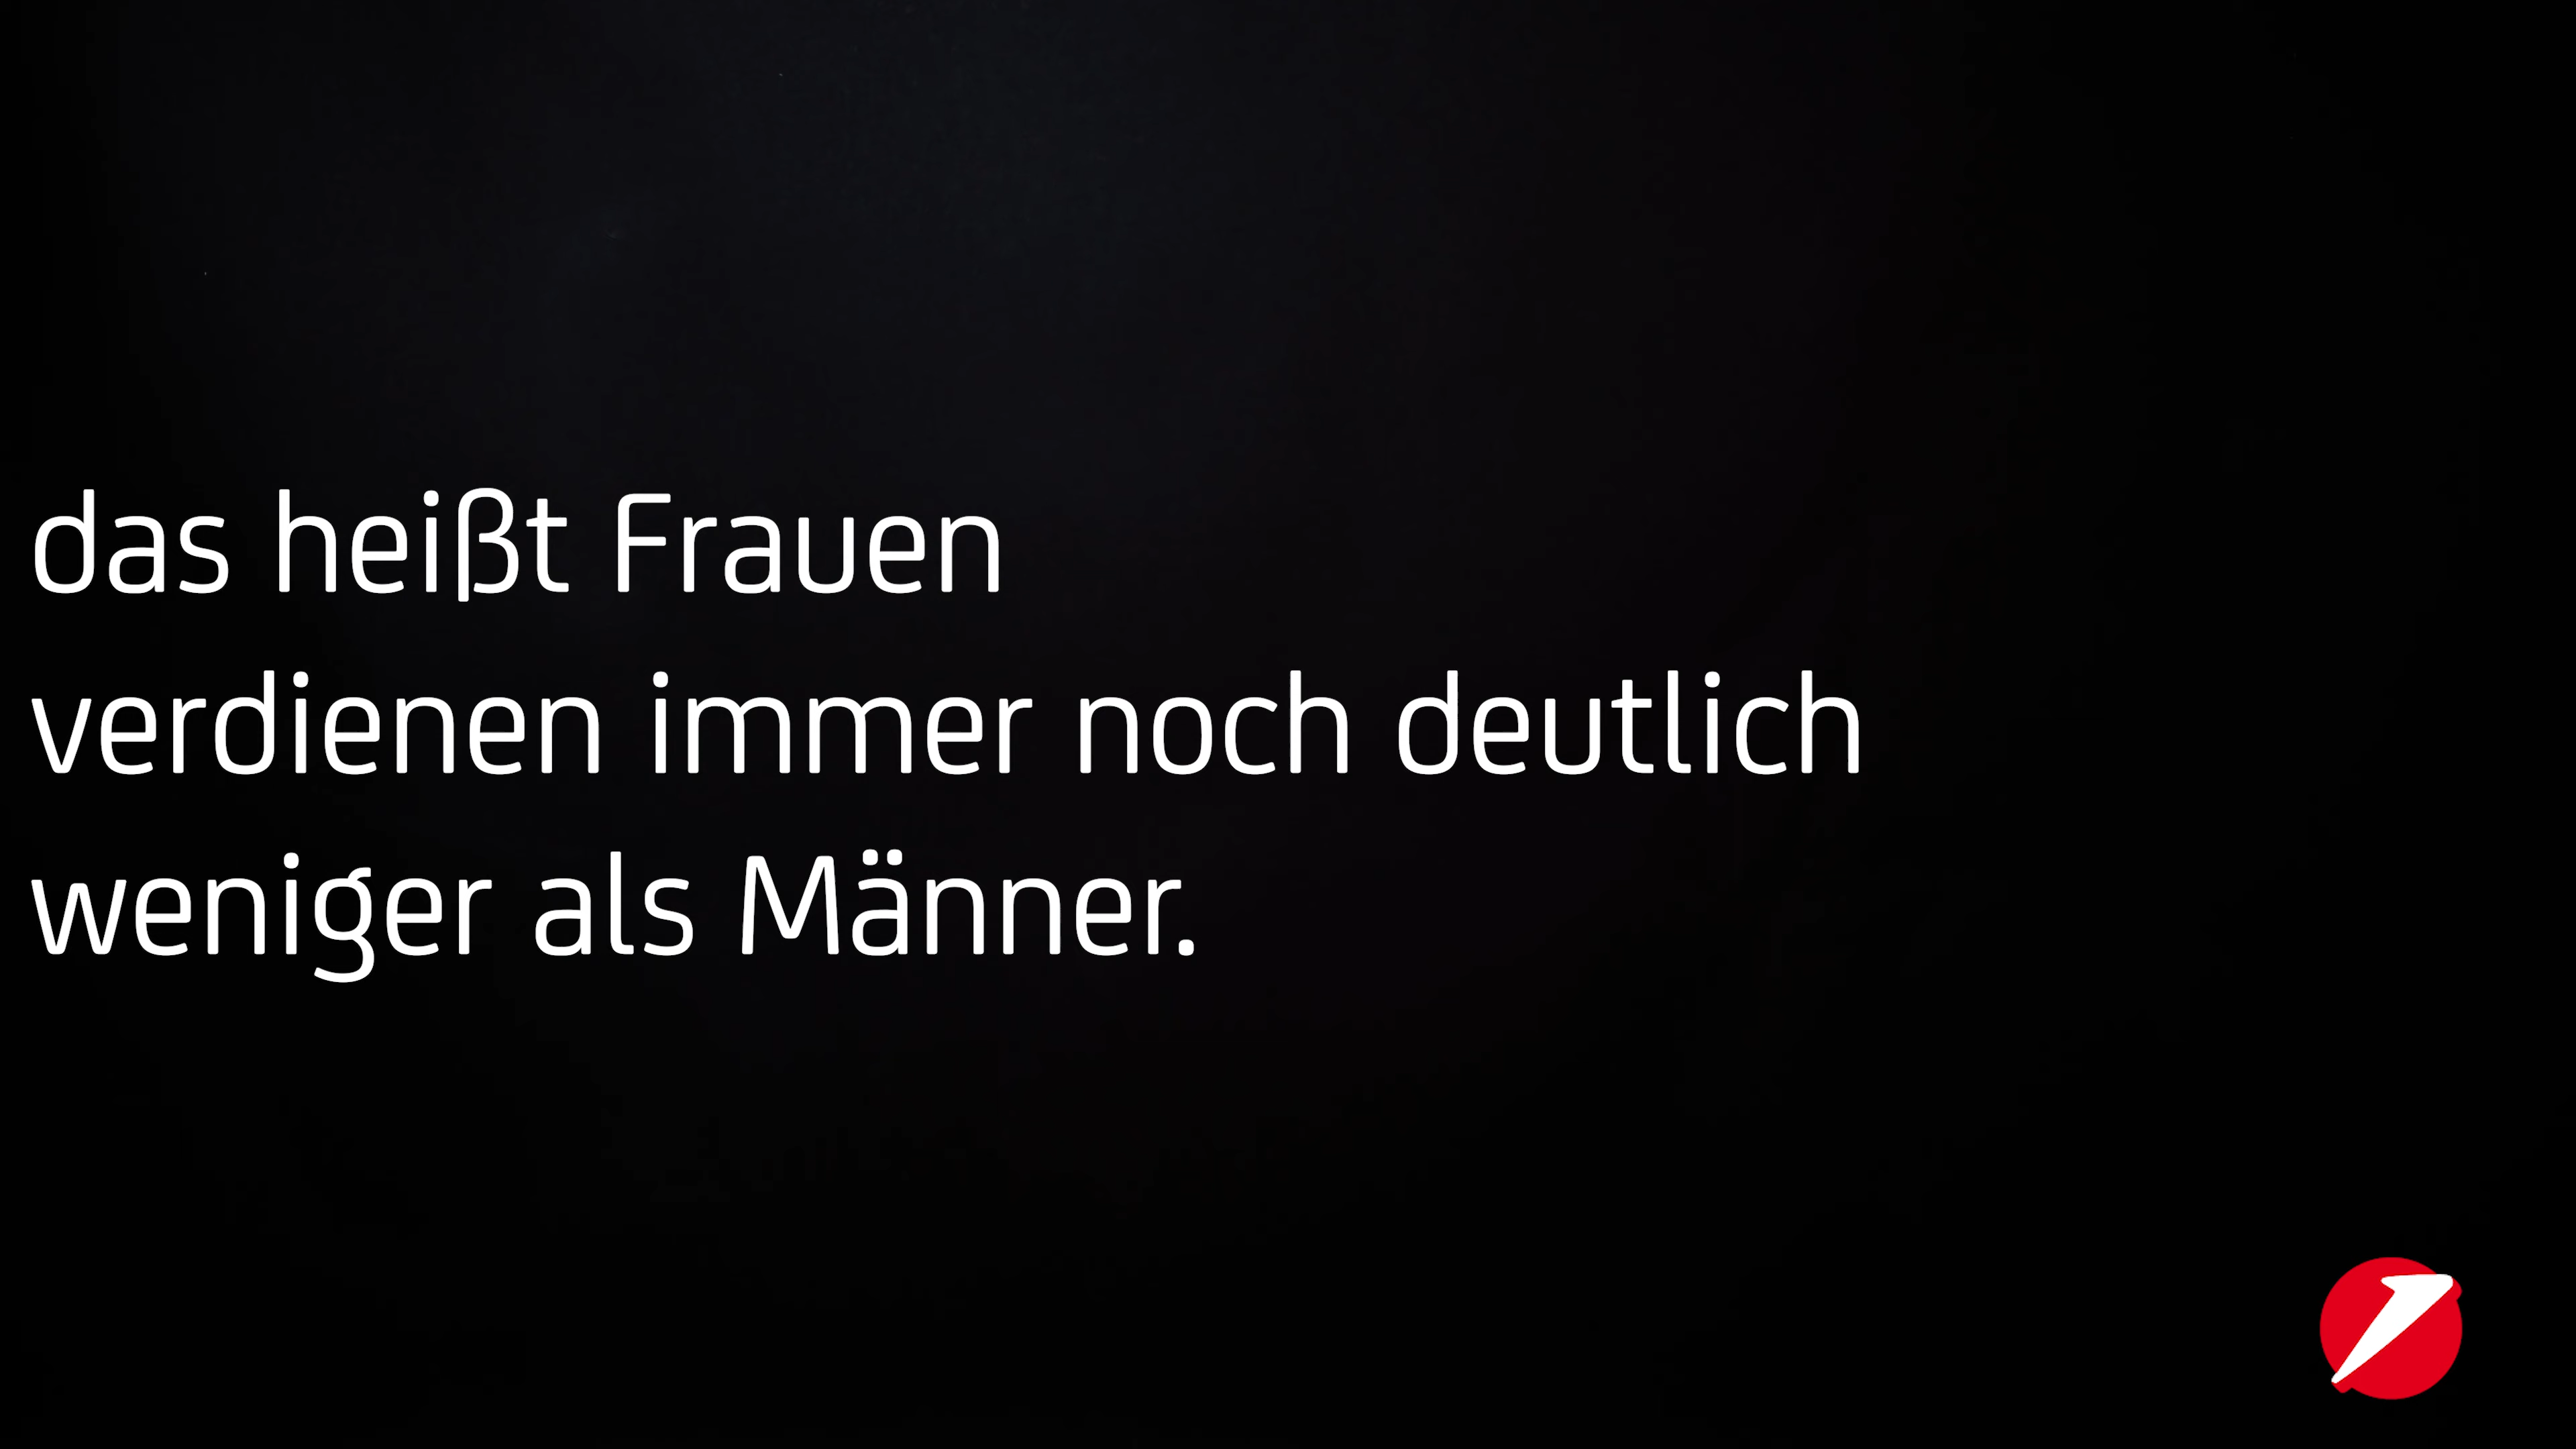 das heißt Frauen
verdienen immer noch deutlich
weniger als Männer.